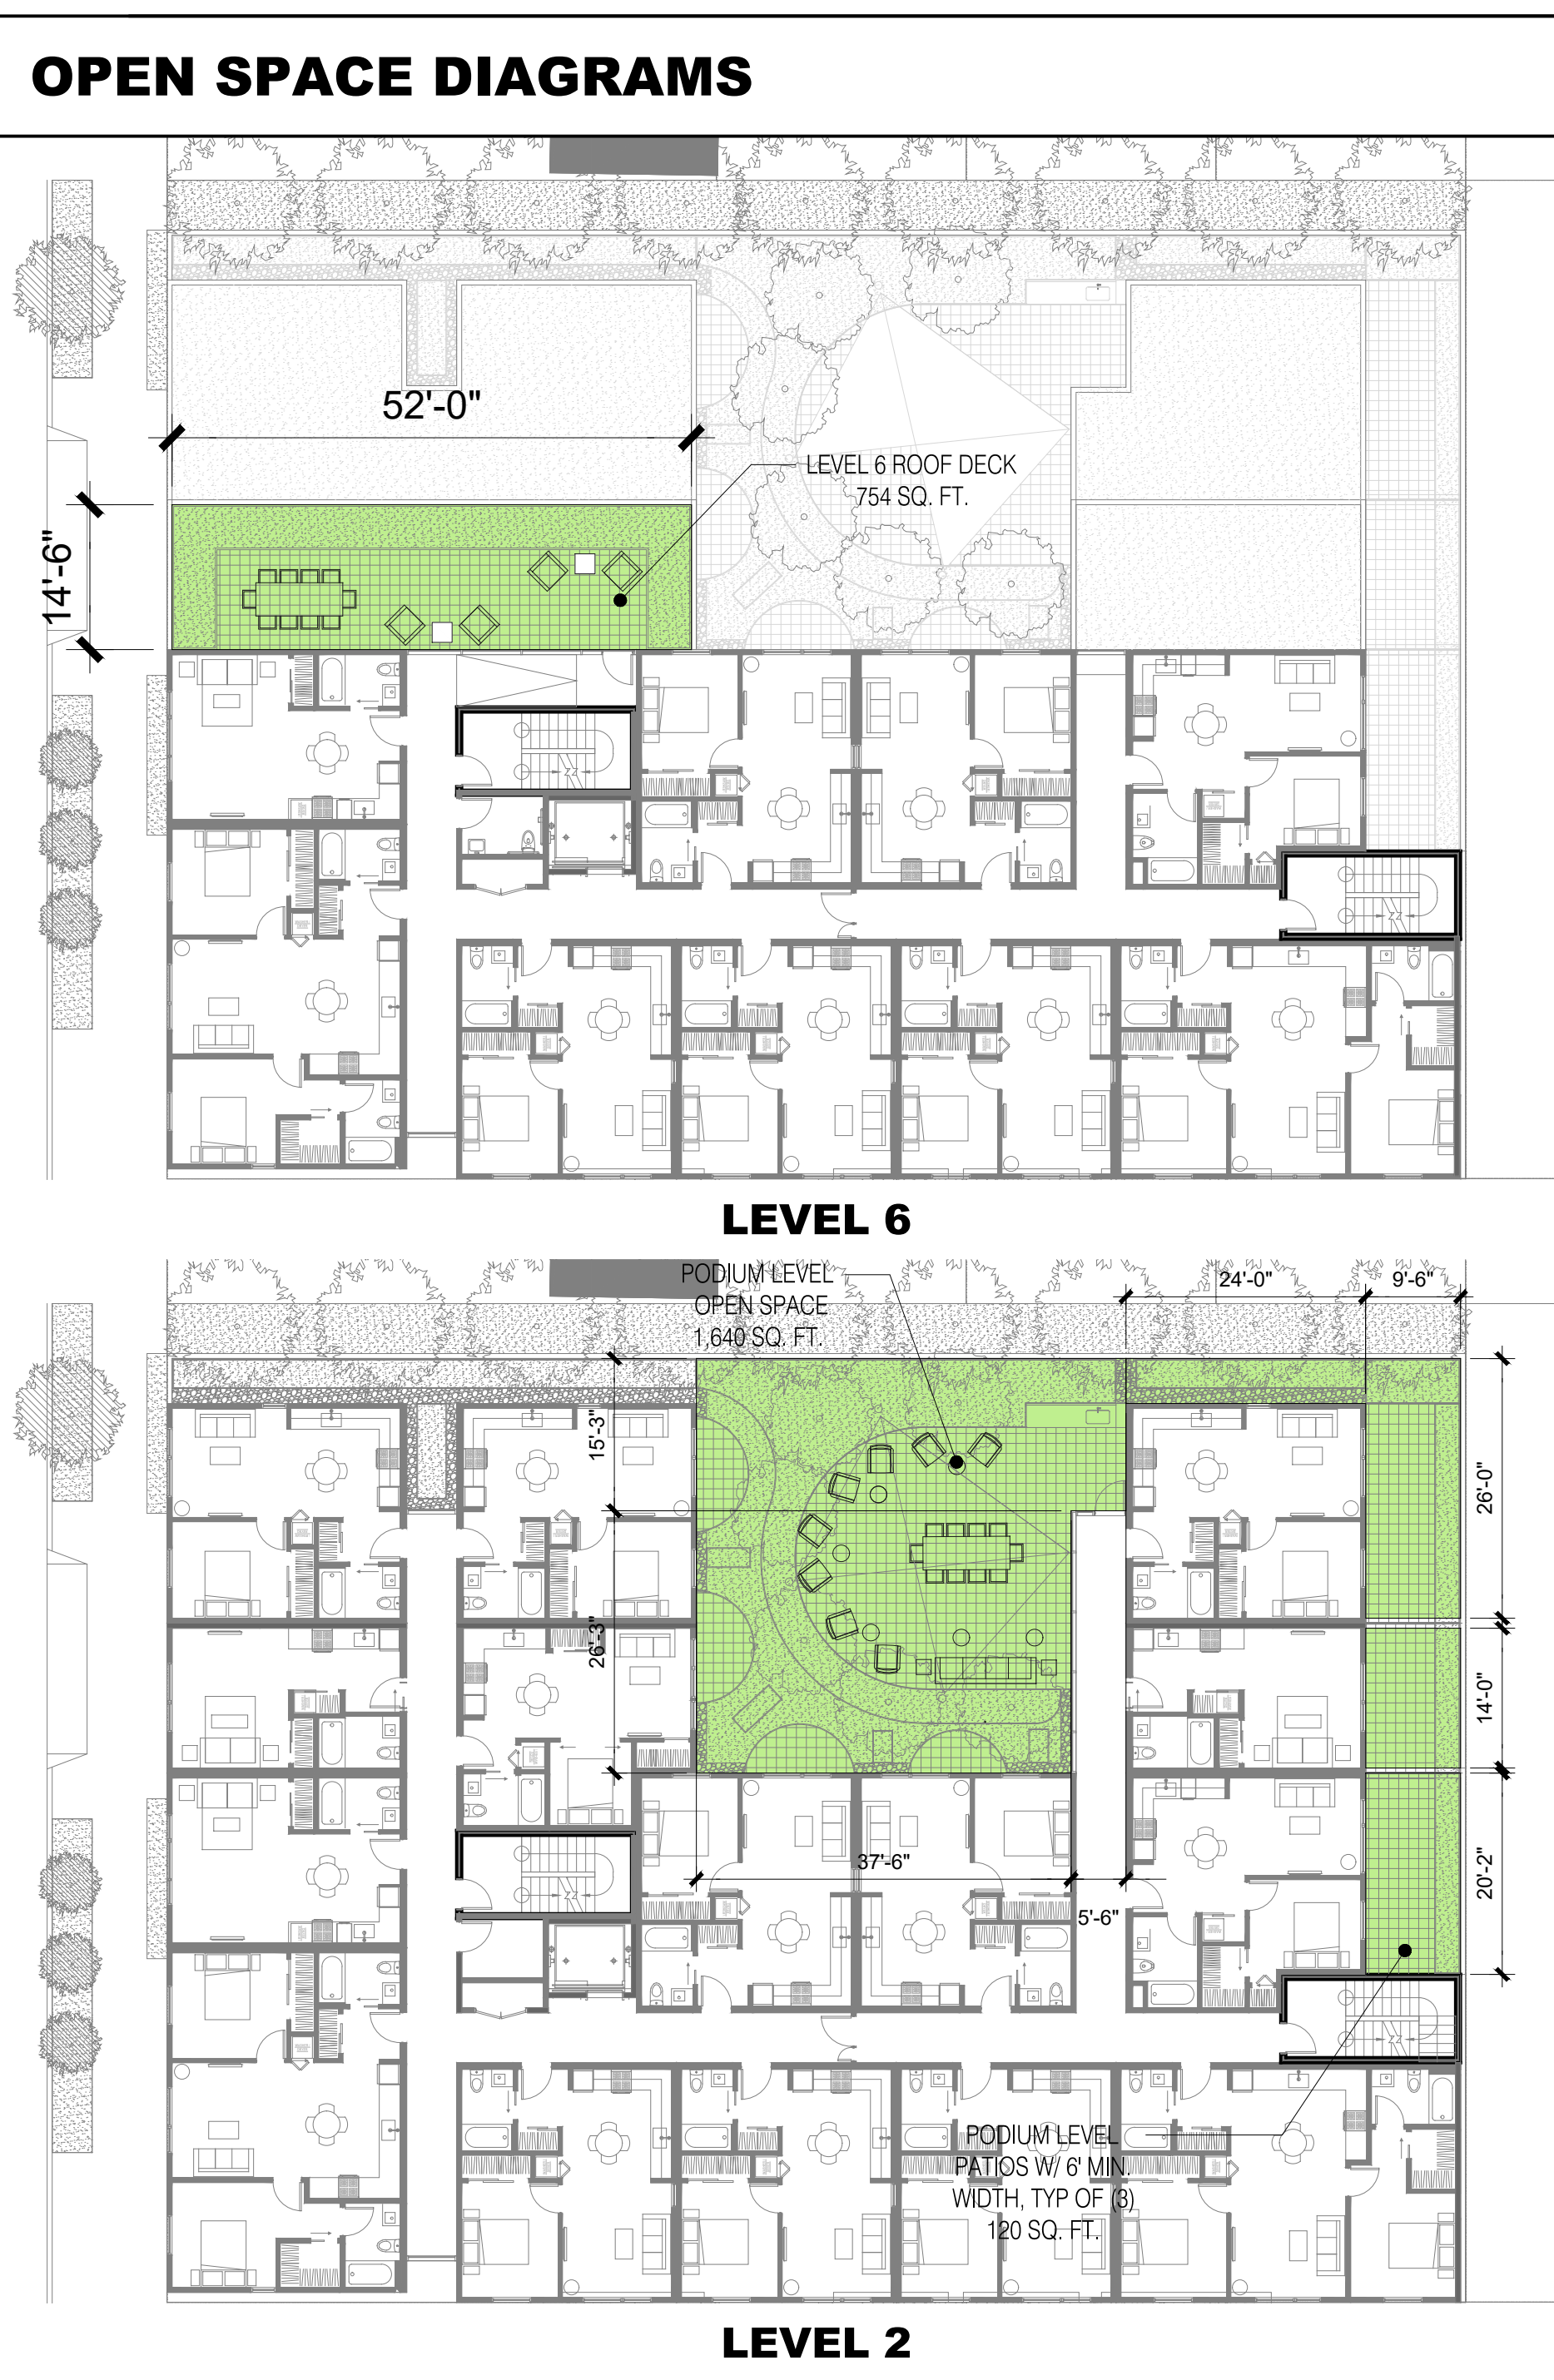 OPEN SPACE DIAGRAMS
52'-0"
LEVEL 6 ROOF DECK
754 SQ. FT.
14'-6"
LEVEL 6
PODIUM LEVEL
OPEN SPACE
1,640 SQ. FT.
24'-0"
9'-6"
15'-3"
26'-0"
26'-3"
14'-0"
37'-6"
5'-6"
20'-2"
PODIUM LEVEL
PATIOS W/ 6' MIN.
WIDTH, TYP OF (3)
120 SQ. FT.
LEVEL 2